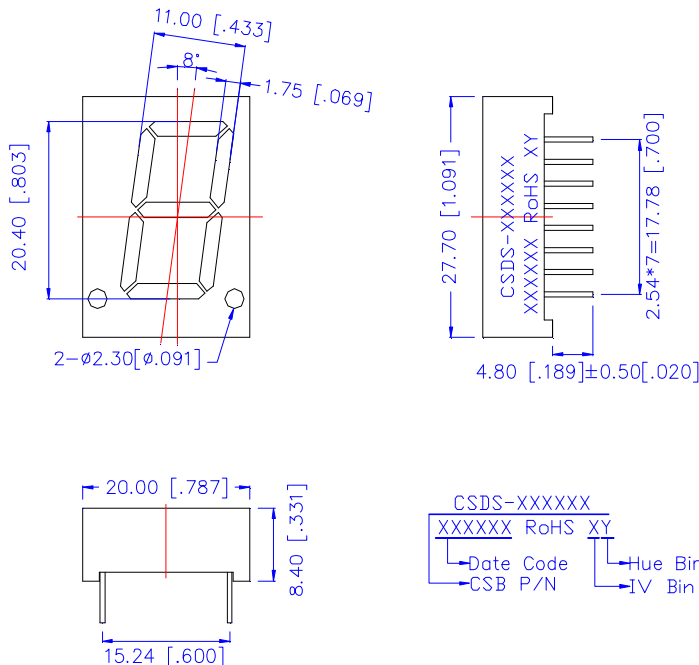 11.00 [.433]
8°
1.75 [.069]
20.40 [.803]
2-ø2.30[ø.091]
27.70 [1.091]
CSDS-XXXXXX
XXXXXX RoHS XY
2.54*7=17.78 [.700]
4.80 [.189]±0.50[.020]
20.00 [.787]
8.40 [.331]
15.24 [.600]
CSDS-XXXXXX
XXXXXX RoHS XY
Date Code
Hue Bin
CSB P/N
IV Bin